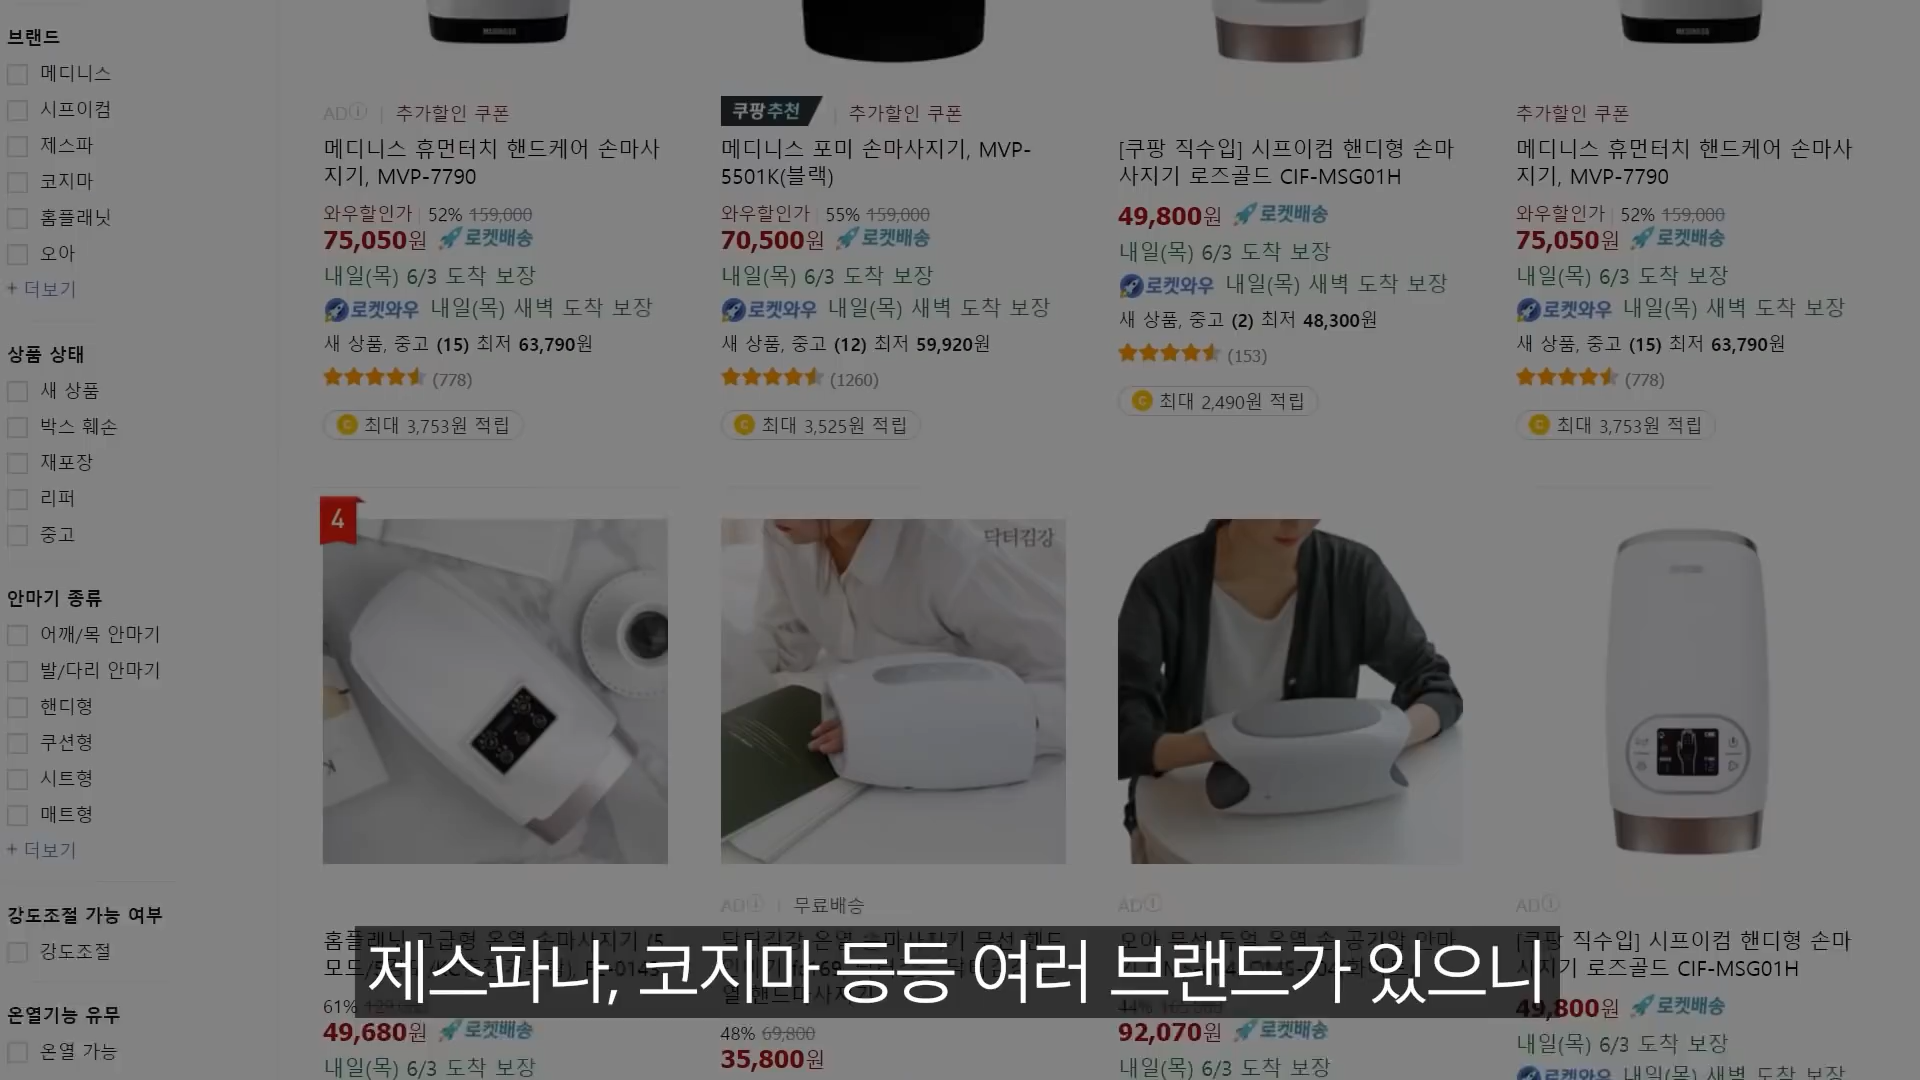 브랜드
메디니스
시프이컴
제스파
코지마
홈플래닛
오아
+ 더보기
상품 상태
새 상품
박스 훼손
재포장
리퍼
중고
안마기 종류
어깨/목 안마기
발/다리 안마기
핸디형
쿠션형
시트형
매트형
+ 더보기
강도조절 가능 여부
강도조절
온열기능 유무
온열 가능
AD
추가할인 쿠폰
메디니스 휴먼터치 핸드케어 손마사
지기, MVP-7790
와우할인가 52% 159,000
75,050원 로켓배송
내일(목) 6/3 도착 보장
로켓와우 내일(목) 새벽 도착 보장
새 상품, 중고 (15) 최저 63,790원
(778)
최대 3,753원 적립
쿠팡추천 추가할인 쿠폰
메디니스 포미 손마사지기, MVP-
5501K(블랙)
와우할인가 55% 159,000
70,500원 로켓배송
내일(목) 6/3 도착 보장
로켓와우 내일(목) 새벽 도착 보장
새 상품, 중고 (12) 최저 59,920원
(1260)
최대 3,525원 적립
[쿠팡 직수입] 시프이컴 핸디형 손마
사지기 로즈골드 CIF-MSG01H
49,800원 로켓배송
내일(목) 6/3 도착 보장
로켓와우 내일(목) 새벽 도착 보장
새 상품, 중고 (2) 최저 48,300원
(153)
최대 2,490원 적립
추가할인 쿠폰
메디니스 휴먼터치 핸드케어 손마사
지기, MVP-7790
와우할인가 52% 159,000
75,050원 로켓배송
내일(목) 6/3 도착 보장
로켓와우 내일(목) 새벽 도착 보장
새 상품, 중고 (15) 최저 63,790원
(778)
최대 3,753원 적립
4
61%
49,680원 로켓배송
내일(목) 6/3 도착 보장
닥터김강
AD 무료배송
48% 69,800
35,800원
AD
44%
92,070원 로켓배송
내일(목) 6/3 도착 보장
AD
[쿠팡 직수입] 시프이컴 핸디형 손마
사지기 로즈골드 CIF-MSG01H
49,800원 로켓배송
내일(목) 6/3 도착 보장
로켓와우 내일(목) 새벽 도착 보장
제스파나, 코지마 등등 여러 브랜드가 있으니